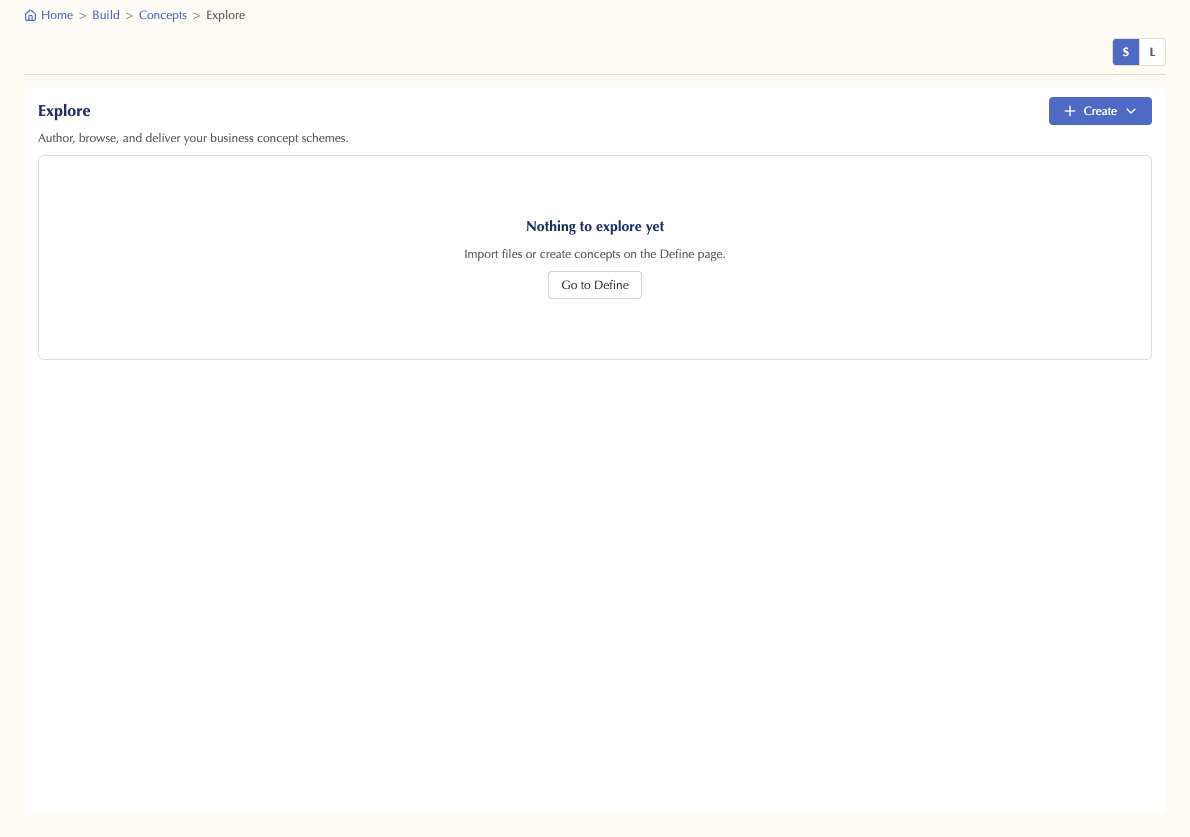 Home > Build > Concepts > Explore
S L
Explore
Create
Author, browse, and deliver your business concept schemes.
Nothing to explore yet
Import files or create concepts on the Define page.
Go to Define